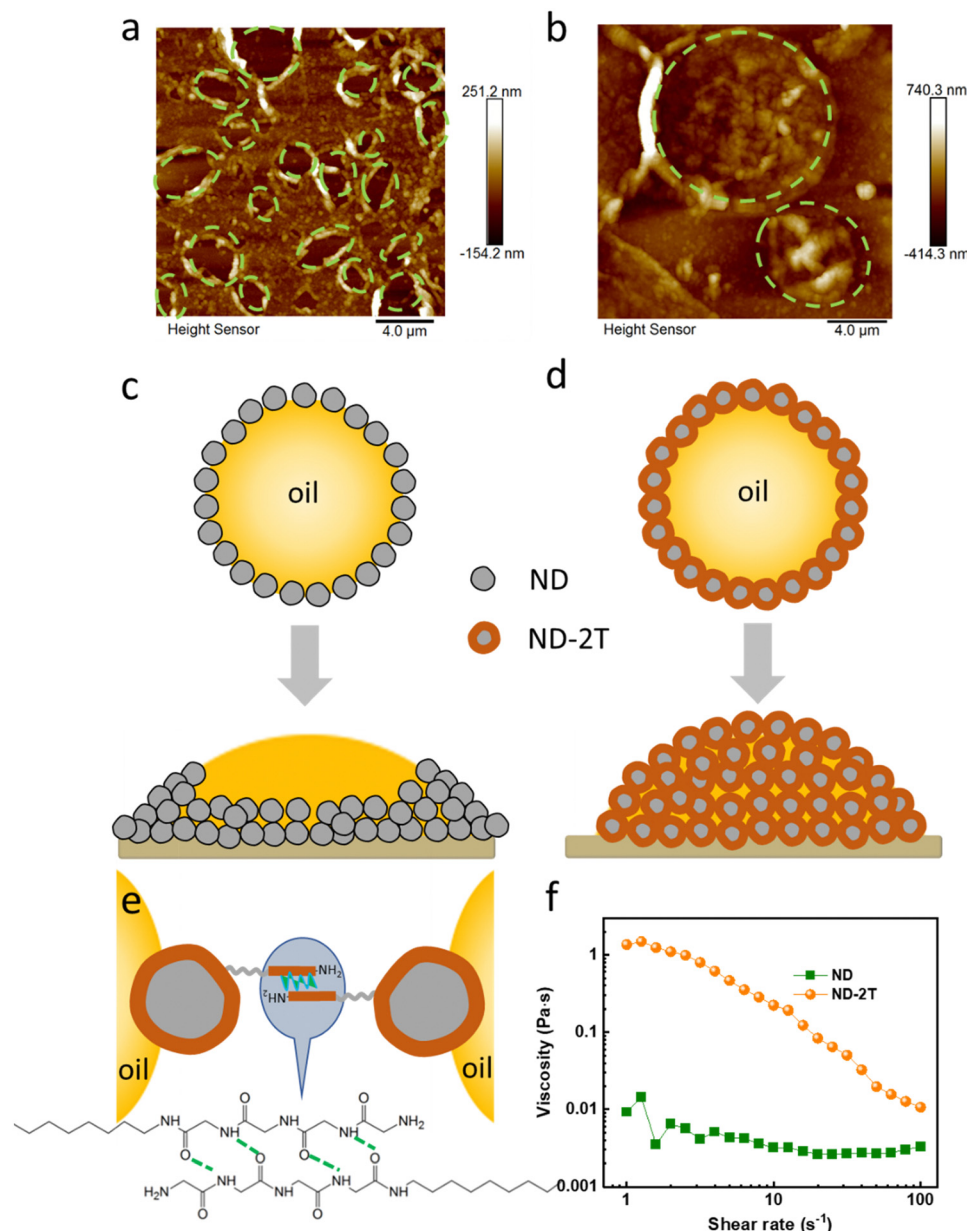 a
251.2 nm
-154.2 nm
Height Sensor
4.0 µm
b
740.3 nm
-414.3 nm
Height Sensor
4.0 µm
c
oil
d
oil
ND
ND-2T
e
oil
oil
NH₂
NH₂
O
O
NH
NH
NH
NH
NH₂
O
O
O
O
H₂N
NH
NH
NH
NH
O
O
f
Viscosity (Pa·s)
1
0.1
0.01
0.001
ND
ND-2T
1
10
100
Shear rate (s⁻¹)